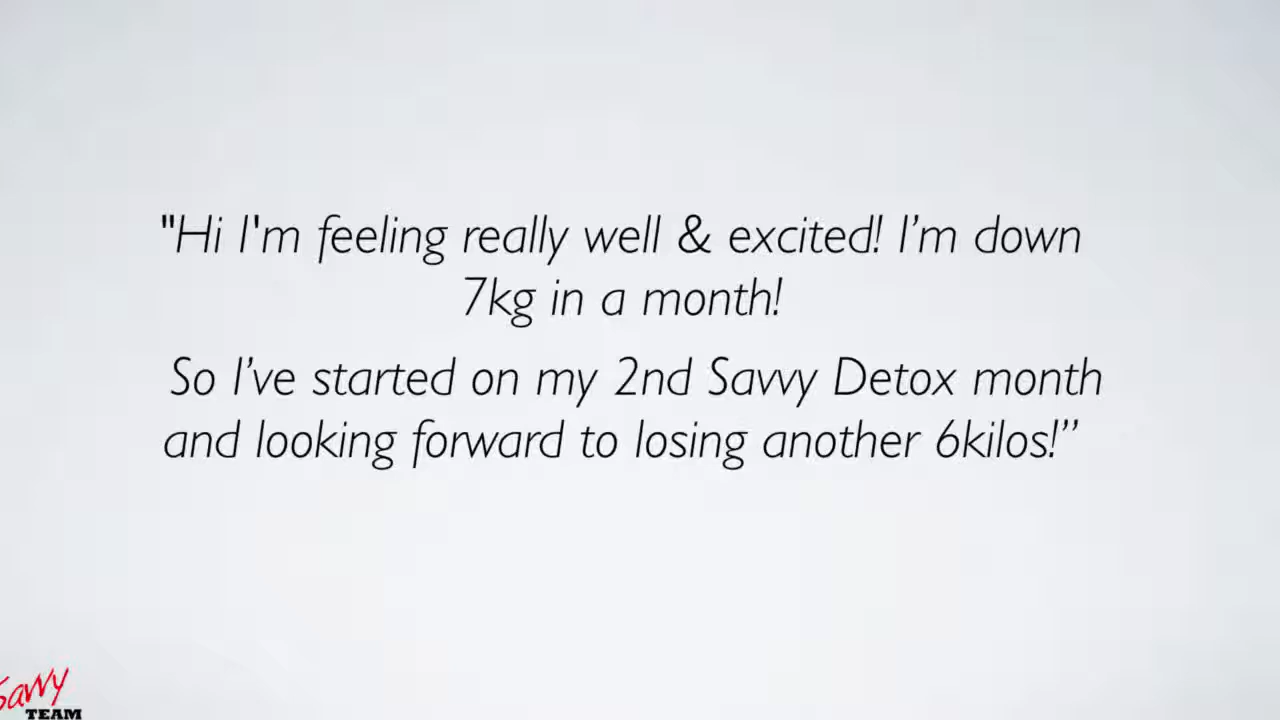 "Hi I'm feeling really well & excited! I’m down
7kg in a month!
So I’ve started on my 2nd Savvy Detox month
and looking forward to losing another 6kilos!”
Savvy
TEAM